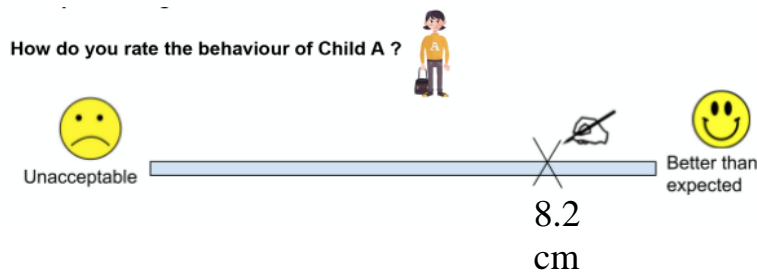 How do you rate the behaviour of Child A ?
A
Unacceptable
Better than
expected
8.2
cm